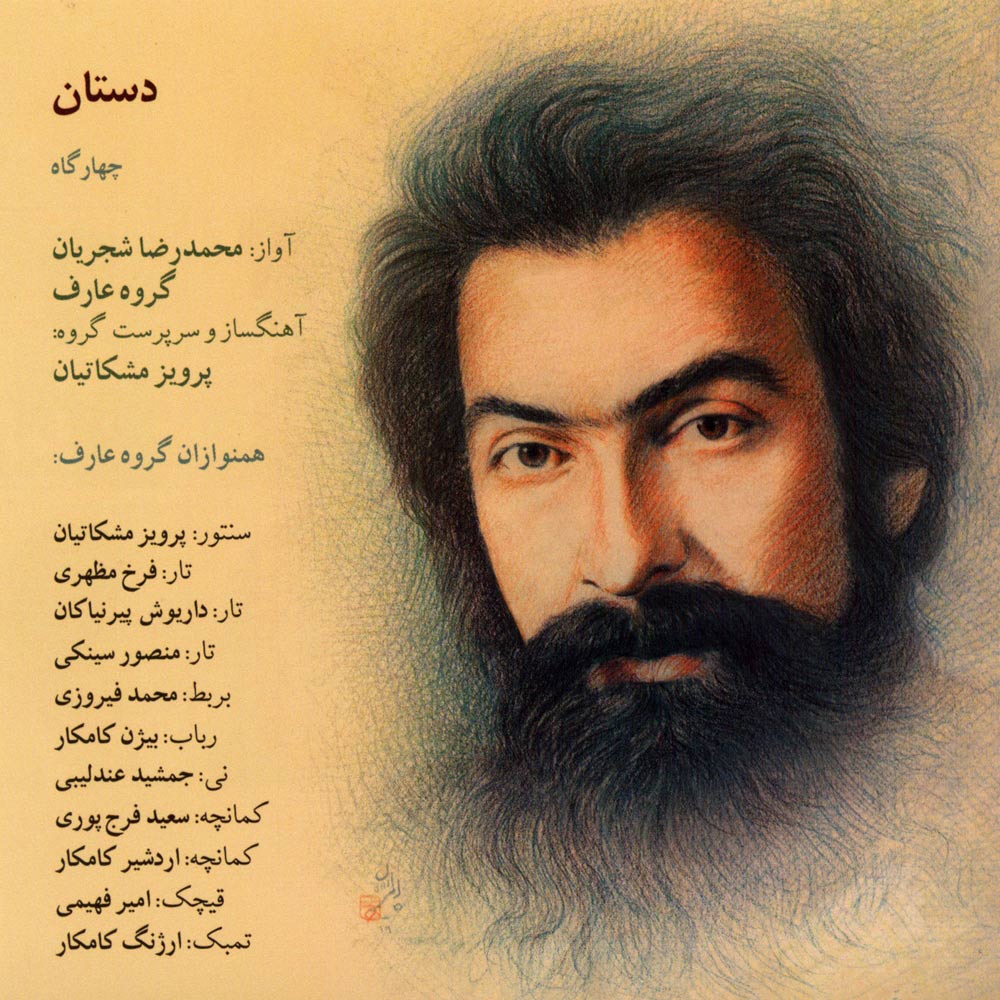 دستان
چهارگاه
آواز: محمدرضا شجریان
گروه عارف
آهنگساز و سرپرست گروه:
پرویز مشکاتیان
همنوازان گروه عارف:
سنتور: پرویز مشکاتیان
تار: فرخ مظهری
تار: داریوش پیرنیاکان
تار: منصور سینکی
بربط: محمد فیروزی
رباب: بیژن کامکار
نی: جمشید عندلیبی
کمانچه: سعید فرج پوری
کمانچه: اردشیر کامکار
قیچک: امیر فهیمی
تمبک: ارژنگ کامکار